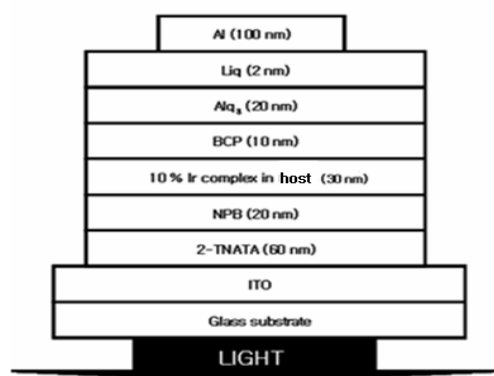 Al (100 nm)
Liq (2 nm)
Alq₃ (20 nm)
BCP (10 nm)
10 % Ir complex in host (30 nm)
NPB (20 nm)
2-TNATA (60 nm)
ITO
Glass substrate
LIGHT